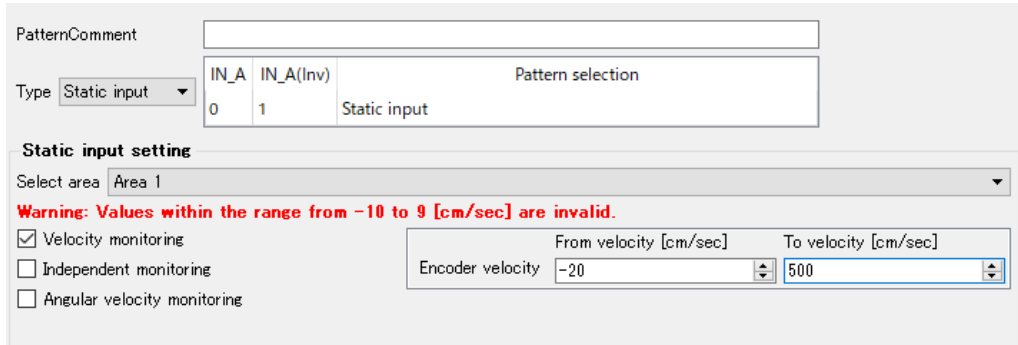 PatternComment
IN_A IN_A(Inv) Pattern selection
Type Static input
0 1 Static input
Static input setting
Select area Area 1
Warning: Values within the range from -10 to 9 [cm/sec] are invalid.
Velocity monitoring
From velocity [cm/sec] To velocity [cm/sec]
Independent monitoring
Encoder velocity -20 500
Angular velocity monitoring